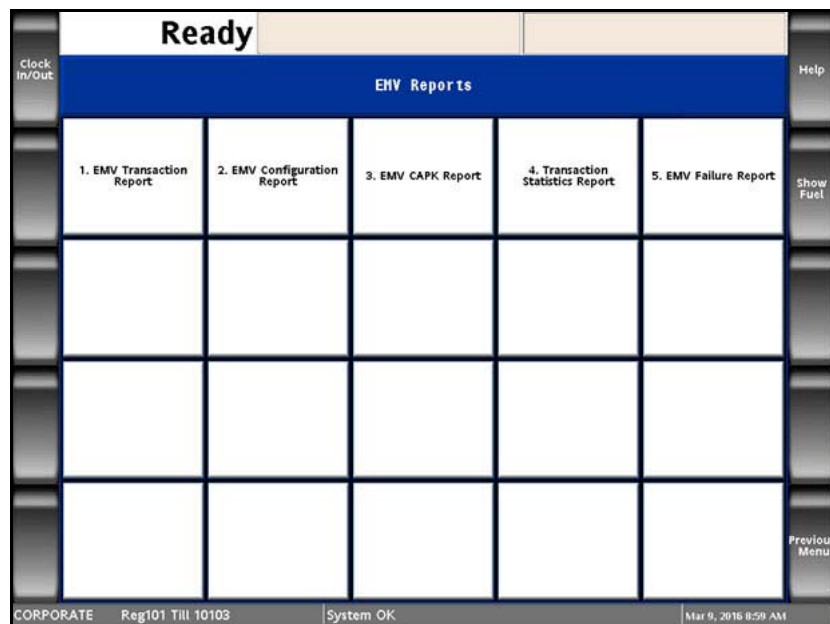 Ready
Clock
In/Out
Help
EMV Reports
1. EMV Transaction
Report
2. EMV Configuration
Report
3. EMV CAPK Report
4. Transaction
Statistics Report
5. EMV Failure Report
Show
Fuel
Previou
Menu
CORPORATE Reg101 Till 10103 System OK Mar 9, 2016 8:59 AM